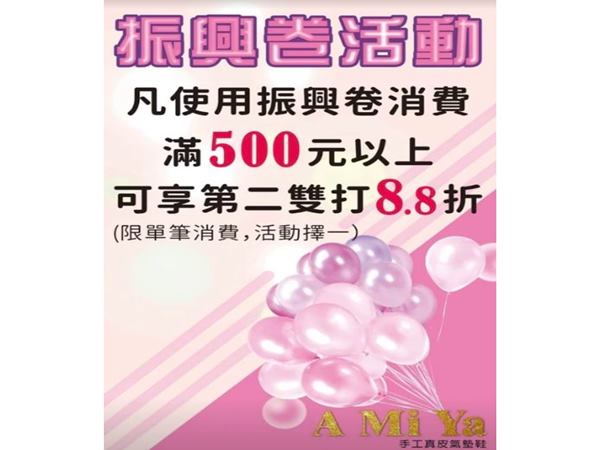 振興卷活動
凡使用振興卷消費
滿500元以上
可享第二雙打8.8折
(限單筆消費,活動擇一)
A Mi Ya
手工真皮氣墊鞋